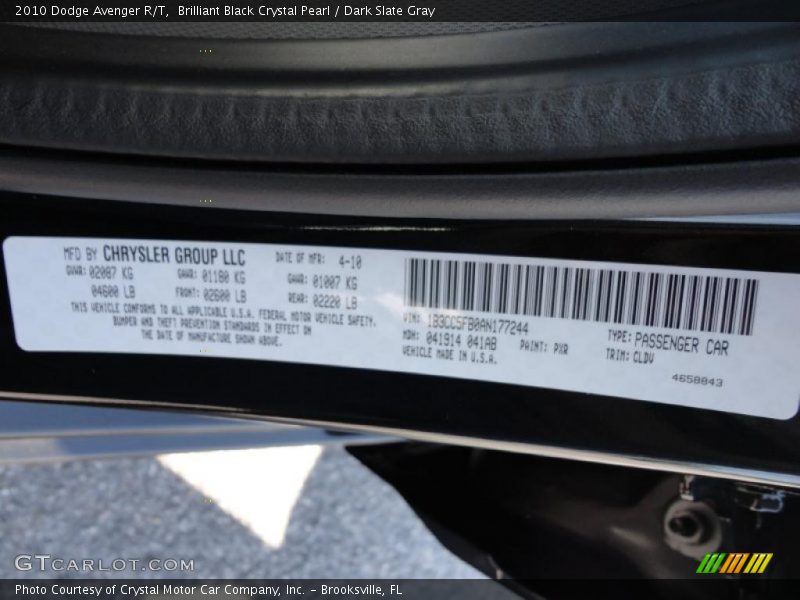 2010 Dodge Avenger R/T,  Brilliant Black Crystal Pearl / Dark Slate Gray
MFD BY CHRYSLER GROUP LLC
DATE OF MFR: 4-10
GVWR: 02087 KG
GAWR: 01180 KG
GAWR: 01007 KG
04600 LB
FRONT: 02600 LB
REAR: 02220 LB
THIS VEHICLE CONFORMS TO ALL APPLICABLE U.S.A. FEDERAL MOTOR VEHICLE SAFETY,
BUMPER AND THEFT PREVENTION STANDARDS IN EFFECT ON
THE DATE OF MANUFACTURE SHOWN ABOVE.
VIN: 1B3CC5FB0AN177244
TYPE: PASSENGER CAR
MDH: 041914 041AB
PAINT: PXR
TRIM: CLDV
VEHICLE MADE IN U.S.A.
4658843
GTCARLOT.COM
Photo Courtesy of Crystal Motor Car Company, Inc. - Brooksville, FL